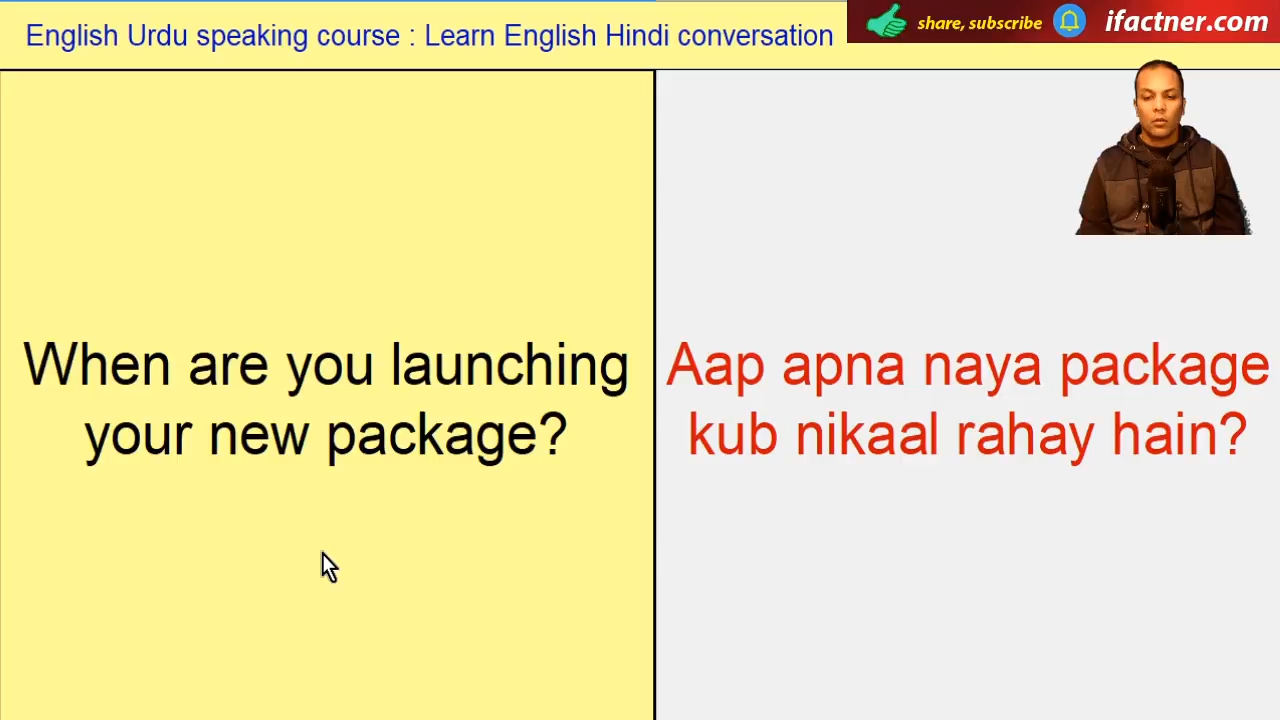 English Urdu speaking course : Learn English Hindi conversation
share, subscribe
ifactner.com
When are you launching
your new package?
Aap apna naya package
kub nikaal rahay hain?